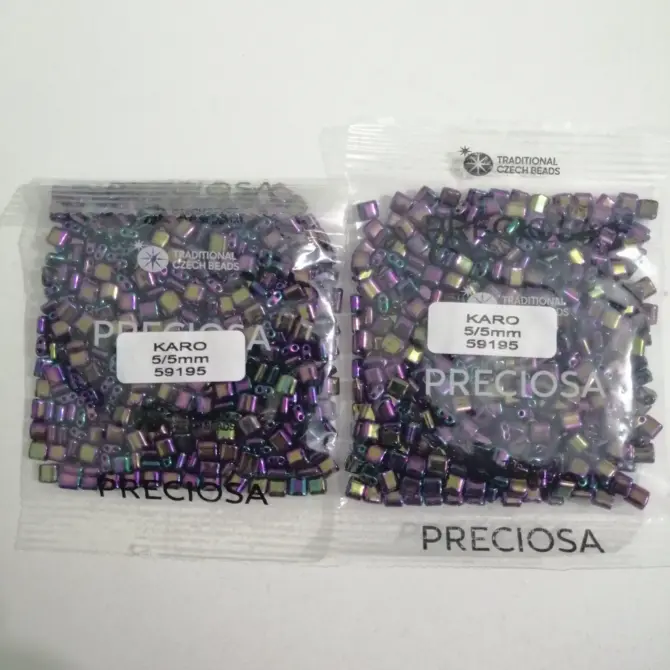 PRECIOSA
TRADITIONAL
CZECH BEADS
PRECIOSA
KARO
5/5mm
59195
PRECIOSA
TRADITIONAL
CZECH BEADS
PRECIOSA
TRADITIONAL
CZECH BEADS
KARO
5/5mm
59195
PRECIOSA
PRECIOSA